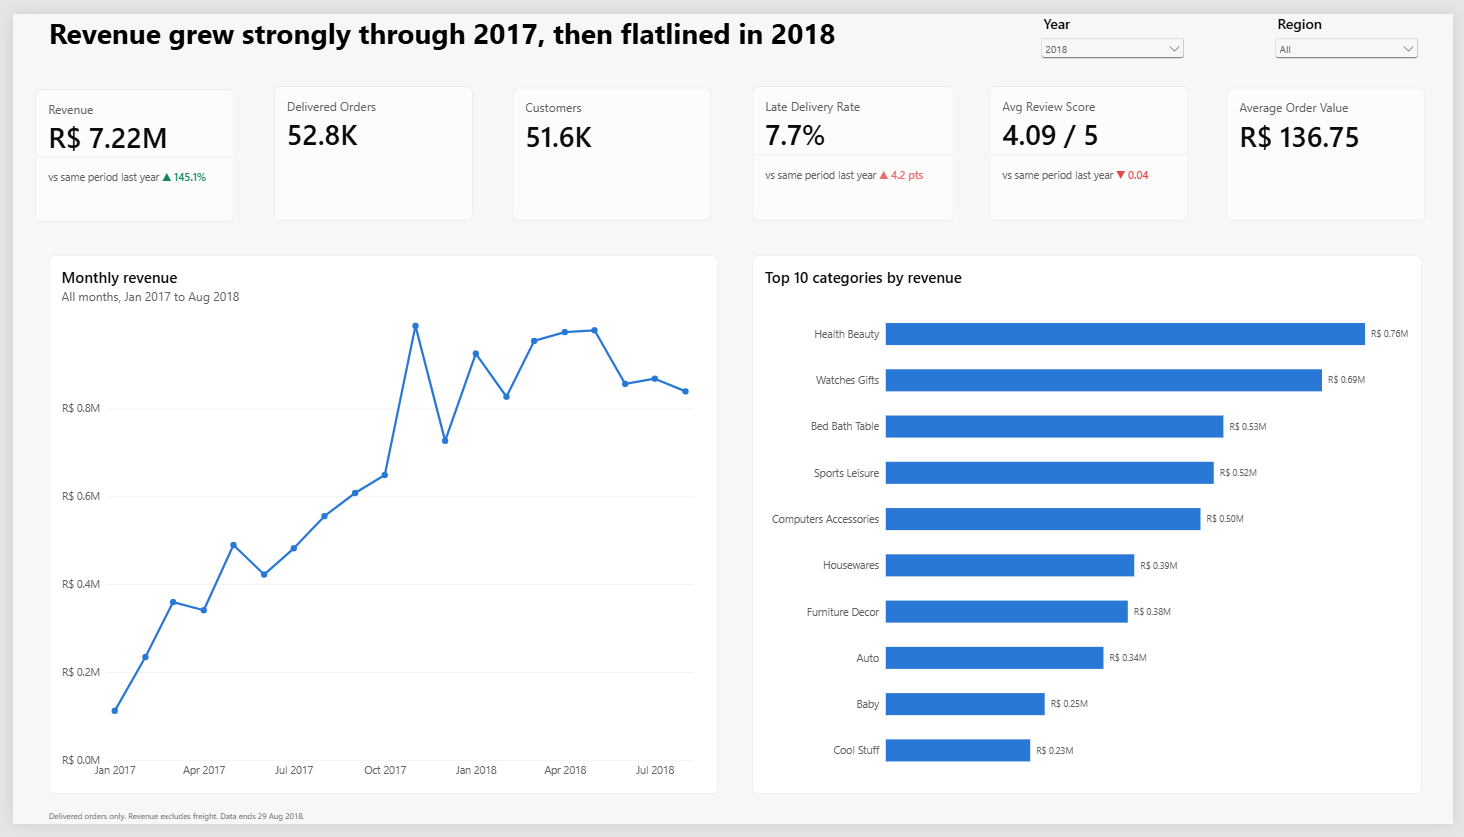 Revenue grew strongly through 2017, then flatlined in 2018
Year
2018
Region
All
Revenue
R$ 7.22M
vs same period last year ▲ 145.1%
Delivered Orders
52.8K
Customers
51.6K
Late Delivery Rate
7.7%
vs same period last year ▲ 4.2 pts
Avg Review Score
4.09 / 5
vs same period last year ▼ 0.04
Average Order Value
R$ 136.75
Monthly revenue
All months, Jan 2017 to Aug 2018
R$ 0.8M
R$ 0.6M
R$ 0.4M
R$ 0.2M
R$ 0.0M
Jan 2017 Apr 2017 Jul 2017 Oct 2017 Jan 2018 Apr 2018 Jul 2018
Top 10 categories by revenue
Health Beauty R$ 0.76M
Watches Gifts R$ 0.69M
Bed Bath Table R$ 0.53M
Sports Leisure R$ 0.52M
Computers Accessories R$ 0.50M
Housewares R$ 0.39M
Furniture Decor R$ 0.38M
Auto R$ 0.34M
Baby R$ 0.25M
Cool Stuff R$ 0.23M
Delivered orders only. Revenue excludes freight. Data ends 29 Aug 2018.